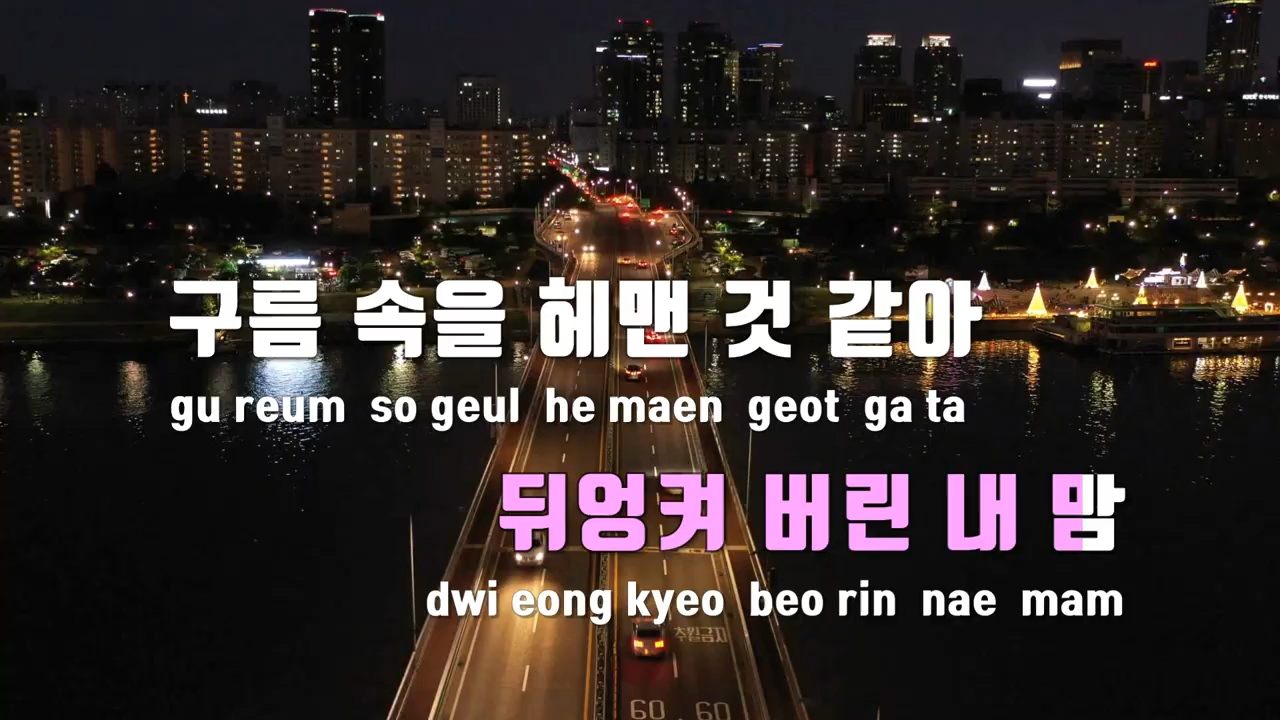 구름 속을 헤맨 것 같아
gu reum so geul he maen geot ga ta
뒤엉켜 버린 내 맘
dwi eong kyeo beo rin nae mam
추월금지
60 60